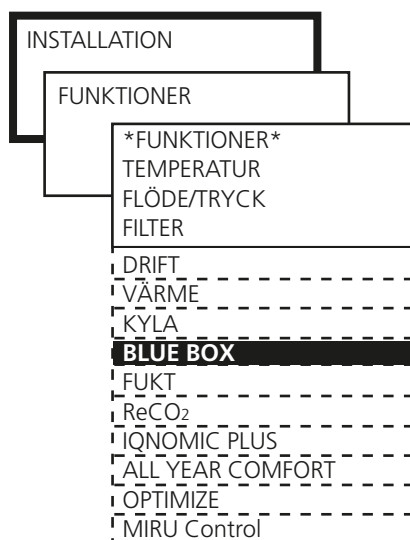 INSTALLATION
FUNKTIONER
*FUNKTIONER*
TEMPERATUR
FLÖDE/TRYCK
FILTER
DRIFT
VÄRME
KYLA
BLUE BOX
FUKT
ReCO₂
IQNOMIC PLUS
ALL YEAR COMFORT
OPTIMIZE
MIRU Control